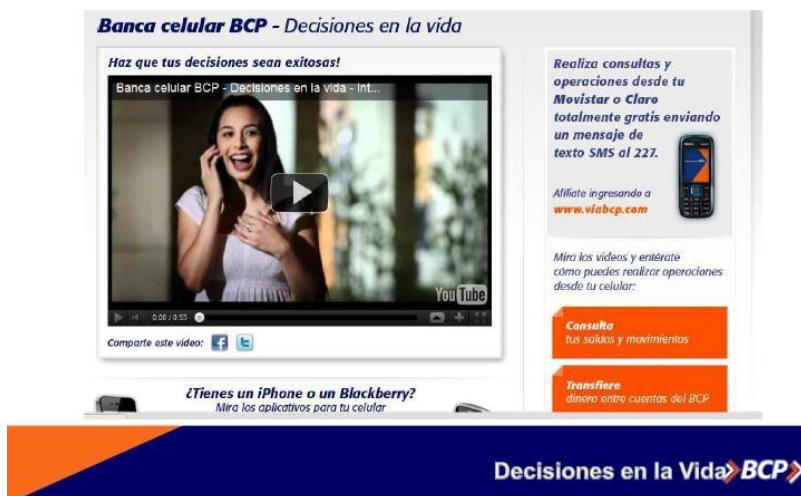 Banca celular BCP - Decisiones en la vida
Haz que tus decisiones sean exitosas!
Banca celular BCP - Decisiones en la vida - Int...
YouTube
0:00 / 0:53
Comparte este video:
¿Tienes un iPhone o un Blackberry?
Mira los aplicativos para tu celular
Realiza consultas y
operaciones desde tu
Movistar o Claro
totalmente gratis enviando
un mensaje de
texto SMS al 227.
Afíliate ingresando a
www.viabcp.com
Mira los videos y entérate
cómo puedes realizar operaciones
desde tu celular:
Consulta
tus saldos y movimientos
Transfiere
dinero entre cuentas del BCP
Decisiones en la Vida BCP